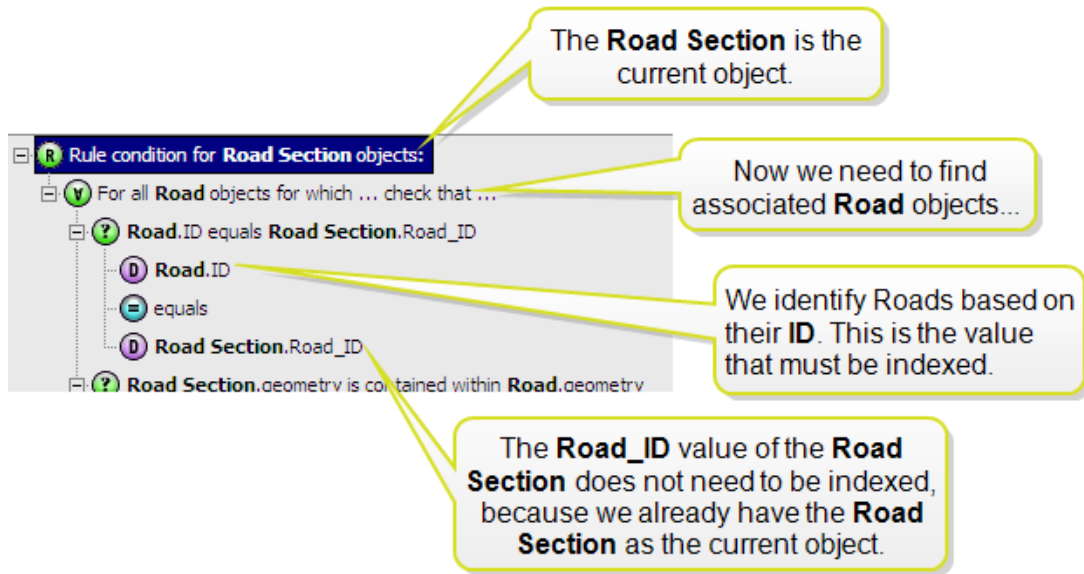 The Road Section is the
current object.
R Rule condition for Road Section objects:
∀ For all Road objects for which ... check that ...
Now we need to find
associated Road objects...
? Road.ID equals Road Section.Road_ID
D Road.ID
= equals
D Road Section.Road_ID
We identify Roads based on
their ID. This is the value
that must be indexed.
? Road Section.geometry is contained within Road.geometry
The Road_ID value of the Road
Section does not need to be indexed,
because we already have the Road
Section as the current object.